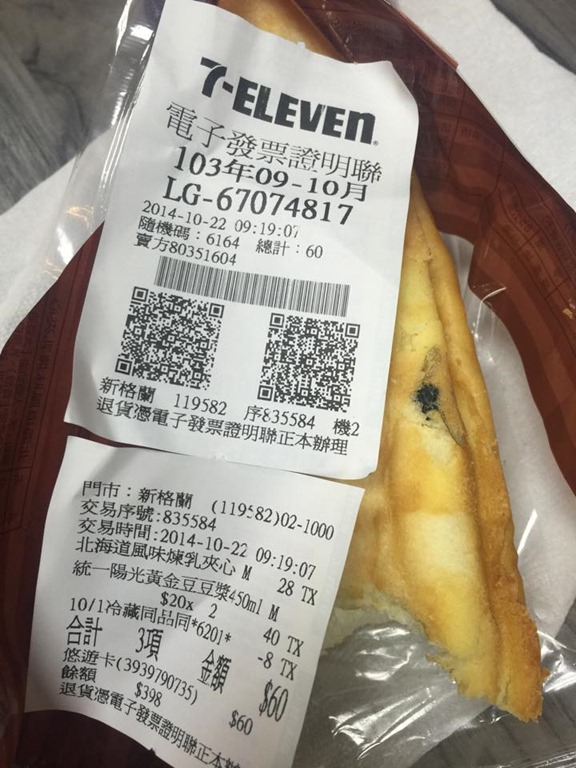 7-ELEVEN
電子發票證明聯
103年09-10月
LG-67074817
2014-10-22 09:19:07
隨機碼：6164 總計：60
賣方80351604
新格蘭 119582 序835584 機2
退貨憑電子發票證明聯正本辦理
門市：新格蘭 (119582)02-1000
交易序號:835584
交易時間:2014-10-22 09:19:07
北海道風味煉乳夾心 M 28 TX
統一陽光黃金豆豆漿450ml M
$20x 2 40 TX
10/1冷藏同品同*6201* -8 TX
合計 3項 金額 $60
悠遊卡(3939790735) $60
餘額 $398
退貨憑電子發票證明聯正本辦